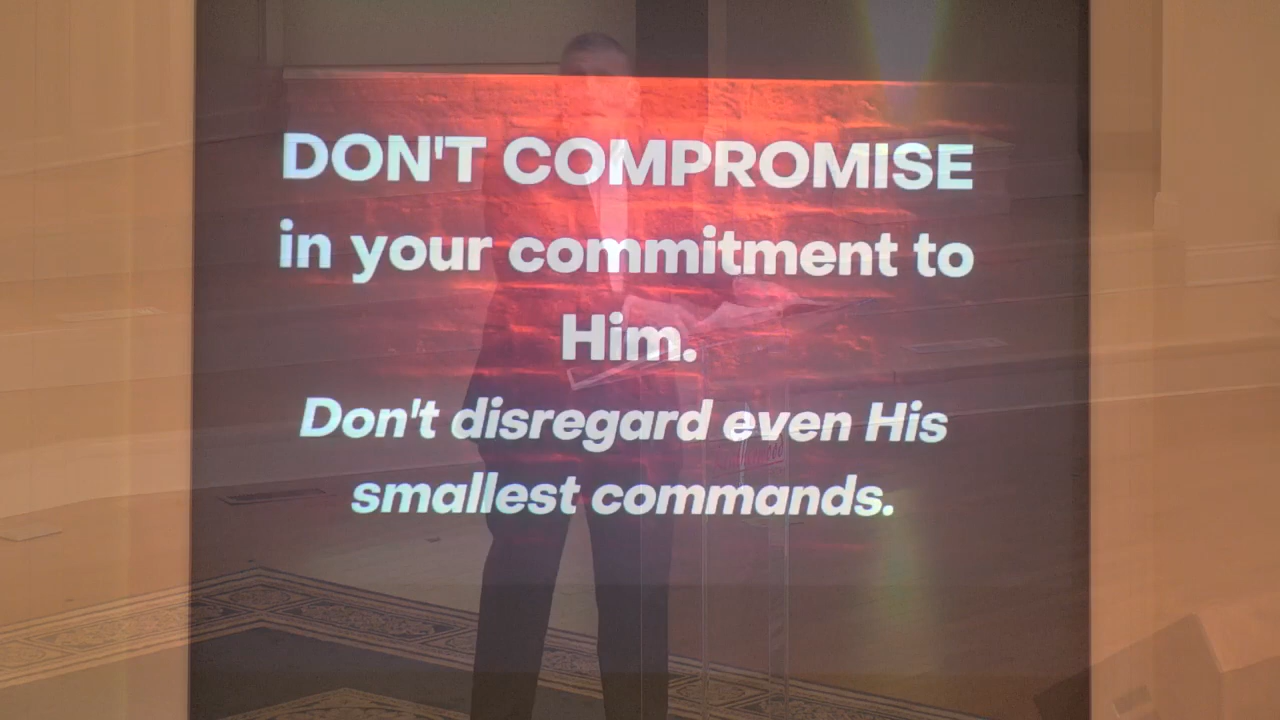 DON'T COMPROMISE
in your commitment to
Him.
Don't disregard even His
smallest commands.